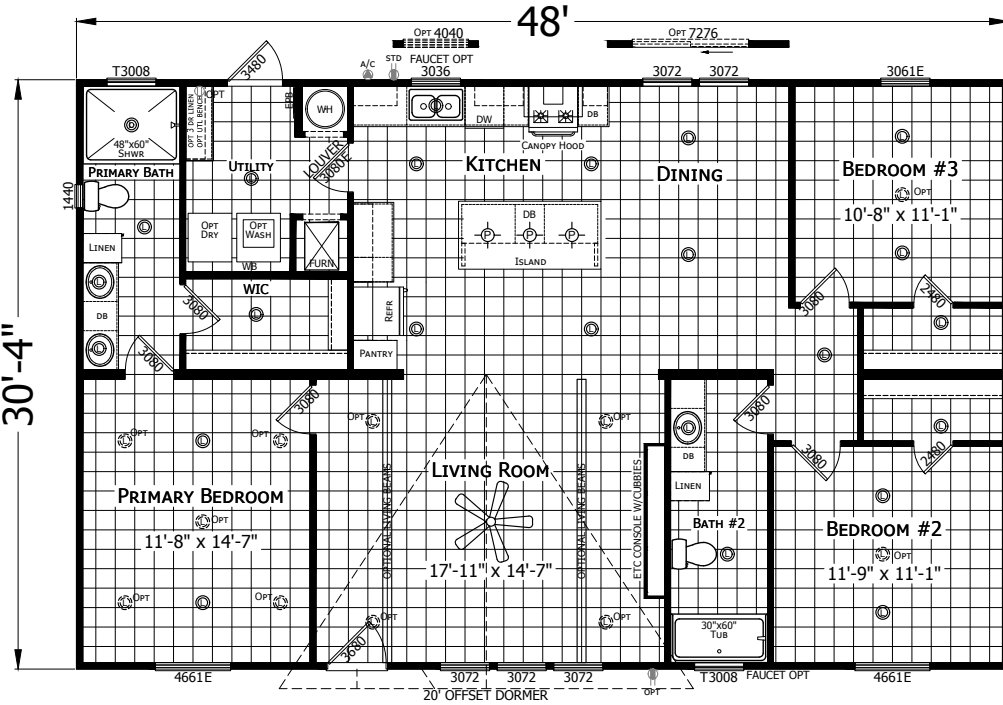 48'
OPT 4040
OPT 7276
A/C
STD
FAUCET OPT
T3008
3480
3036
3072
3072
3061E
OPT
OPT 3 DR LINEN
OPT UTL BENCH
EPB
WH
DW
DB
CANOPY HOOD
48"x60"
SHWR
LOUVER
3080E
KITCHEN
DINING
BEDROOM #3
OPT
10'-8" x 11'-1"
PRIMARY BATH
UTILITY
1440
LINEN
OPT
DRY
OPT
WASH
WB
FURN
DB
P
P
P
ISLAND
30'-4"
WIC
L
DB
L
3080
3080
REFR
PANTRY
3080
2480
3080
OPT
OPT
OPT
OPT
3080
L
DB
3080
2480
PRIMARY BEDROOM
OPT
11'-8" x 14'-7"
OPT
OPT
OPTIONAL LIVING BEAMS
LIVING ROOM
17'-11" x 14'-7"
OPTIONAL LIVING BEAMS
ETC CONSOLE W/CUBBIES
LINEN
BATH #2
BEDROOM #2
OPT
11'-9" x 11'-1"
OPT
OPT
3680
30"x60"
TUB
4661E
3072
3072
3072
OPT
T3008
FAUCET OPT
4661E
20' OFFSET DORMER